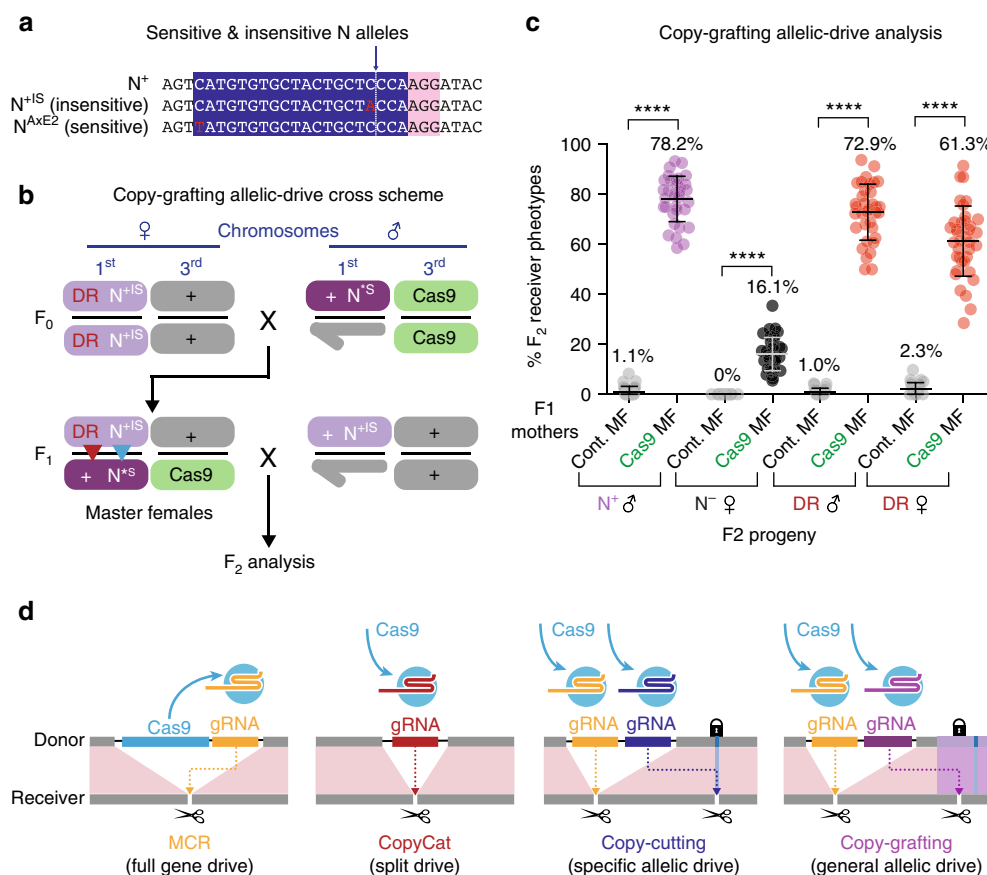 a
Sensitive & insensitive N alleles
N+ AGTCATGTGTGCTACTGCTCCCAAGGATAC
N+IS (insensitive) AGTCATGTGTGCTACTGCTACCAAGGATAC
NAxE2 (sensitive) AGTTATGTGTGCTACTGCTCCCAAGGATAC
b
Copy-grafting allelic-drive cross scheme
♀ Chromosomes ♂
1st 3rd 1st 3rd
DR N+IS + + N*S Cas9
F0 X
DR N+IS + Cas9
DR N+IS + + N+IS +
F1 X
+ N*S Cas9 +
Master females
F2 analysis
c
Copy-grafting allelic-drive analysis
% F2 receiver pheotypes
100
80
60
40
20
0
**** **** **** ****
78.2% 72.9% 61.3%
16.1%
1.1% 0% 1.0% 2.3%
F1 mothers
Cont. MF Cas9 MF Cont. MF Cas9 MF Cont. MF Cas9 MF Cont. MF Cas9 MF
N+ ♂ N− ♀ DR ♂ DR ♀
F2 progeny
d
Cas9 Cas9 Cas9
Cas9 gRNA gRNA gRNA gRNA
Donor
Receiver
MCR CopyCat Copy-cutting Copy-grafting
(full gene drive) (split drive) (specific allelic drive) (general allelic drive)